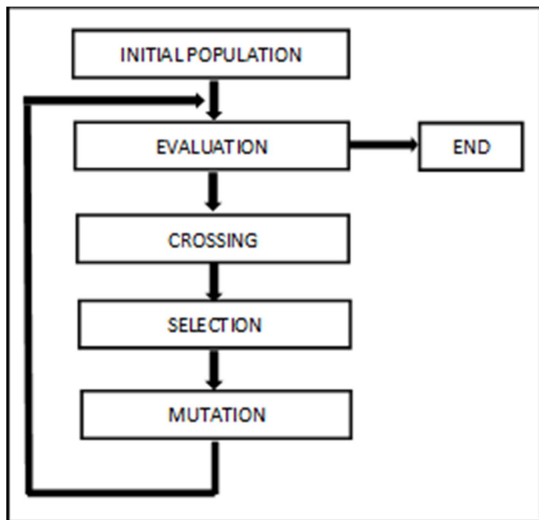 INITIAL POPULATION
EVALUATION
END
CROSSING
SELECTION
MUTATION